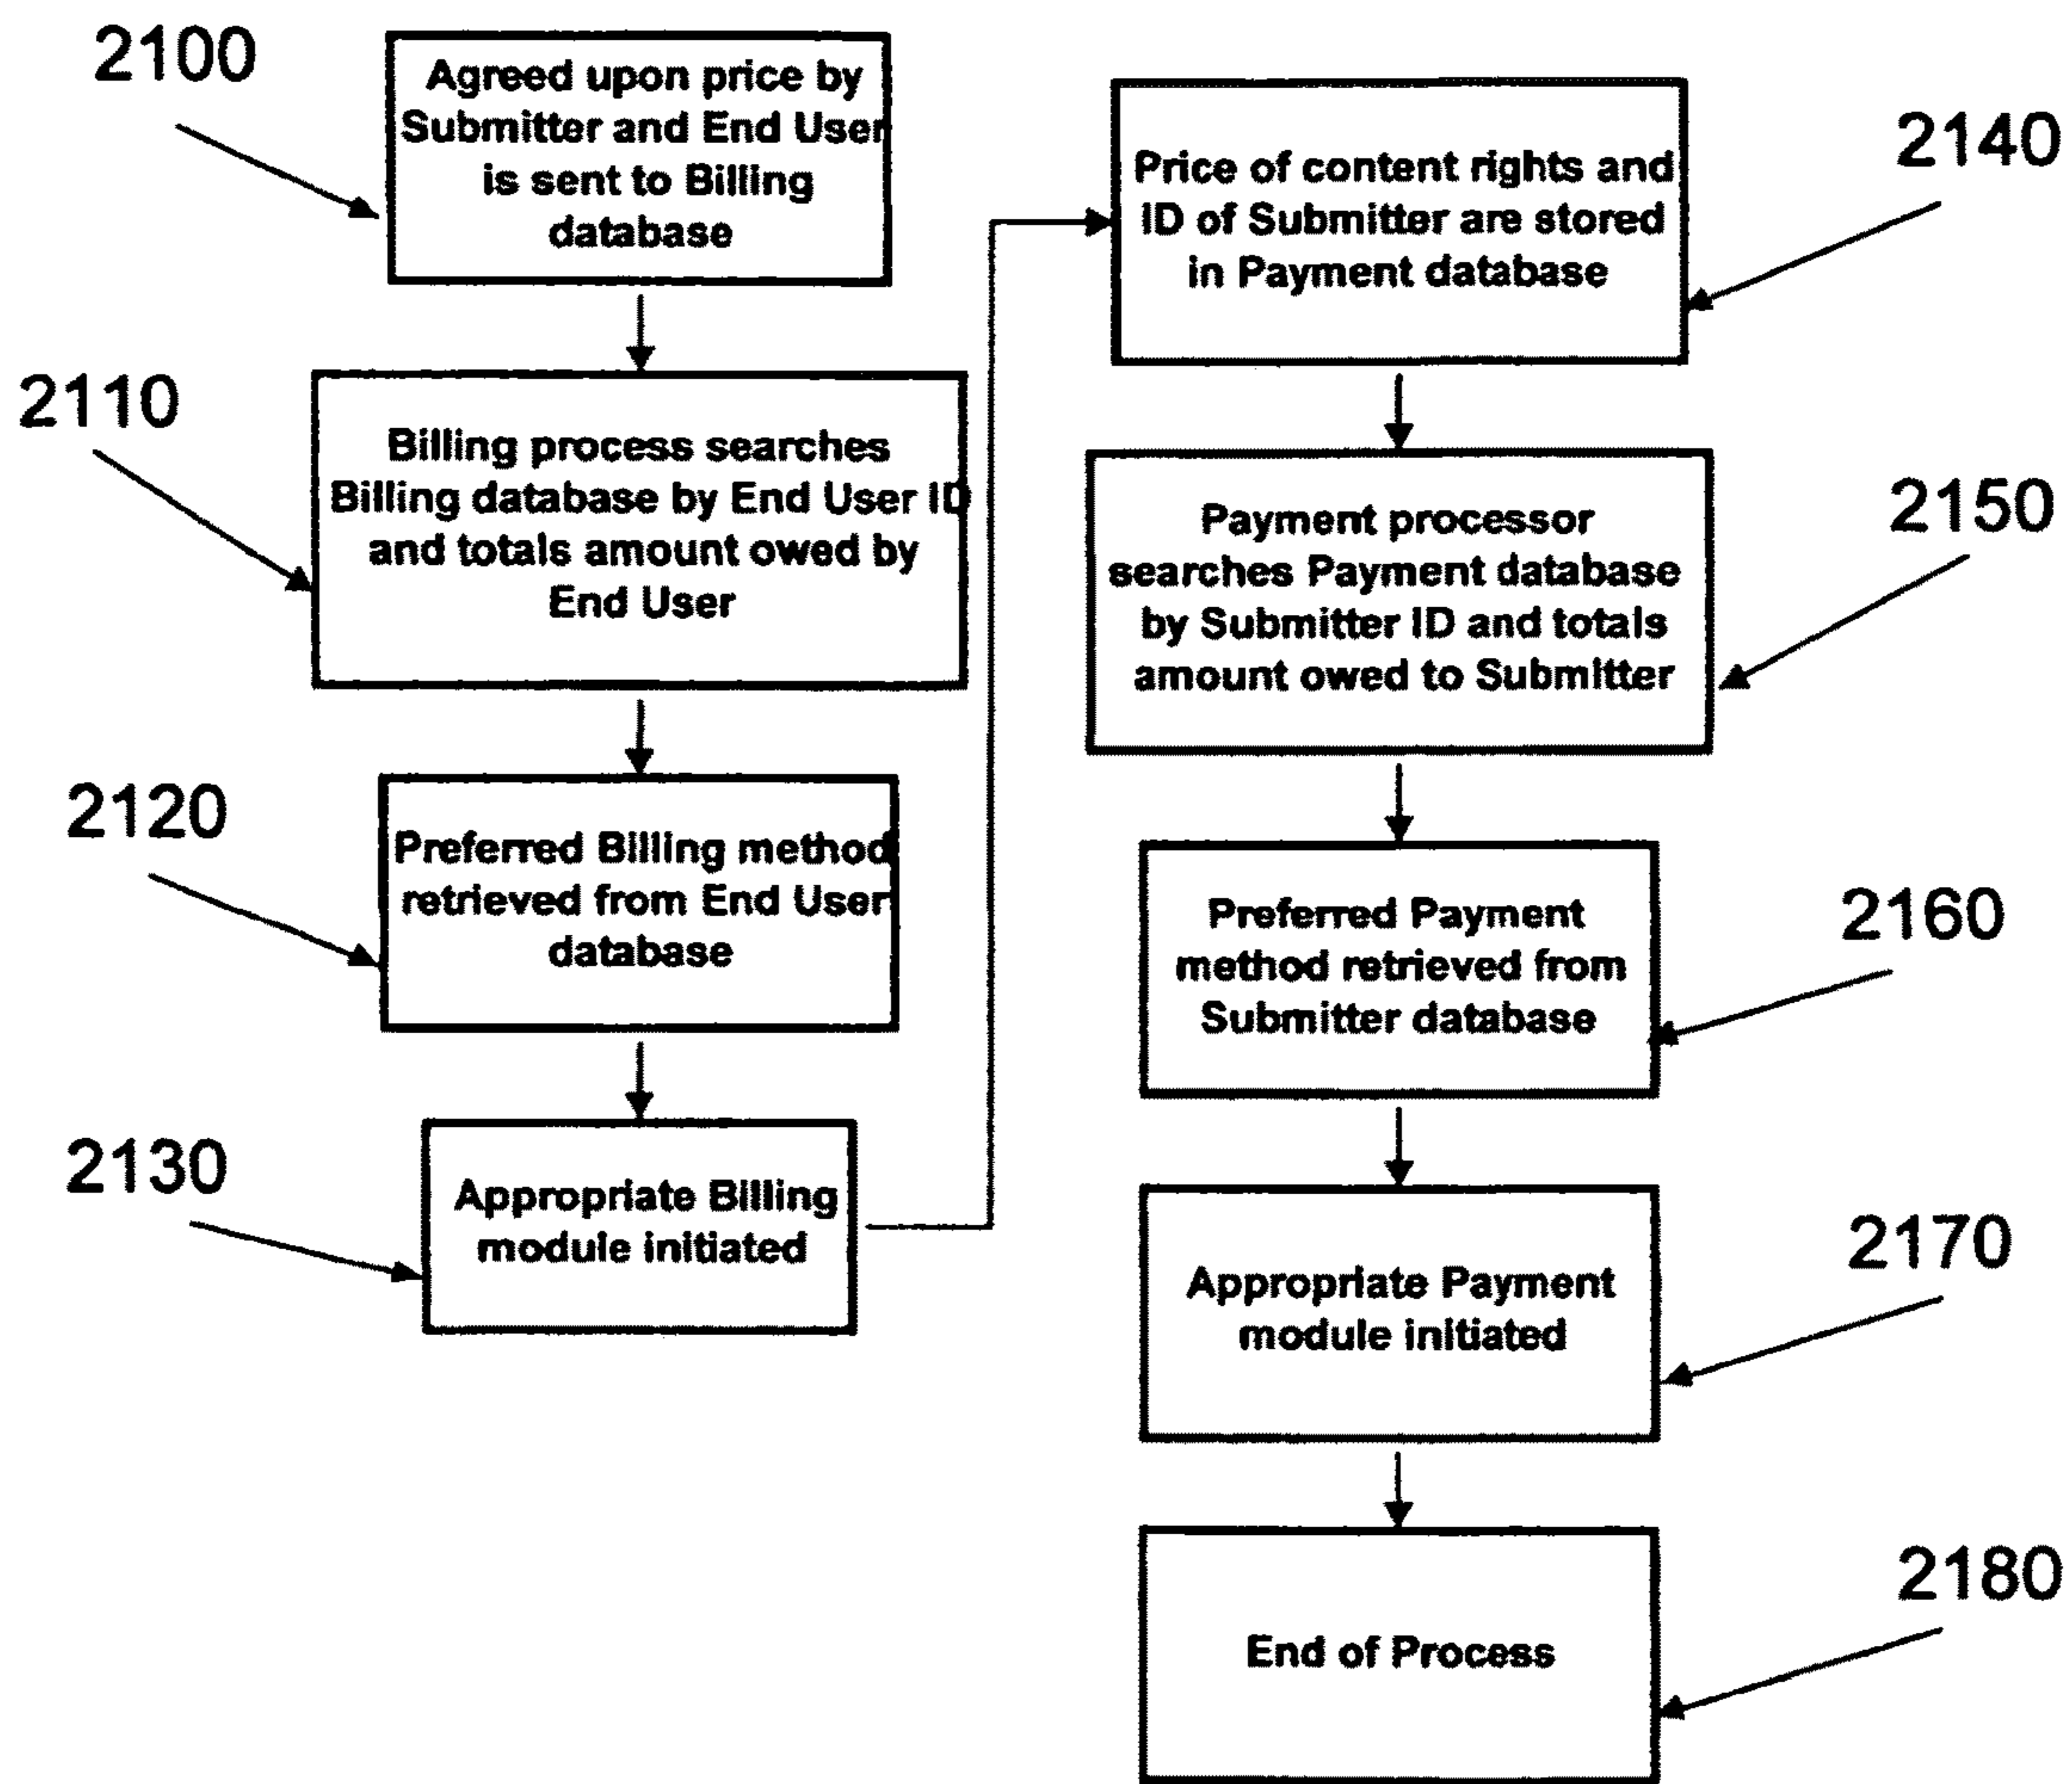 2100
Agreed upon price by
Submitter and End User
is sent to Billing
database
2110
Billing process searches
Billing database by End User ID
and totals amount owed by
End User
2120
Preferred Billing method
retrieved from End User
database
2130
Appropriate Billing
module initiated
2140
Price of content rights and
ID of Submitter are stored
in Payment database
2150
Payment processor
searches Payment database
by Submitter ID and totals
amount owed to Submitter
2160
Preferred Payment
method retrieved from
Submitter database
2170
Appropriate Payment
module initiated
2180
End of Process